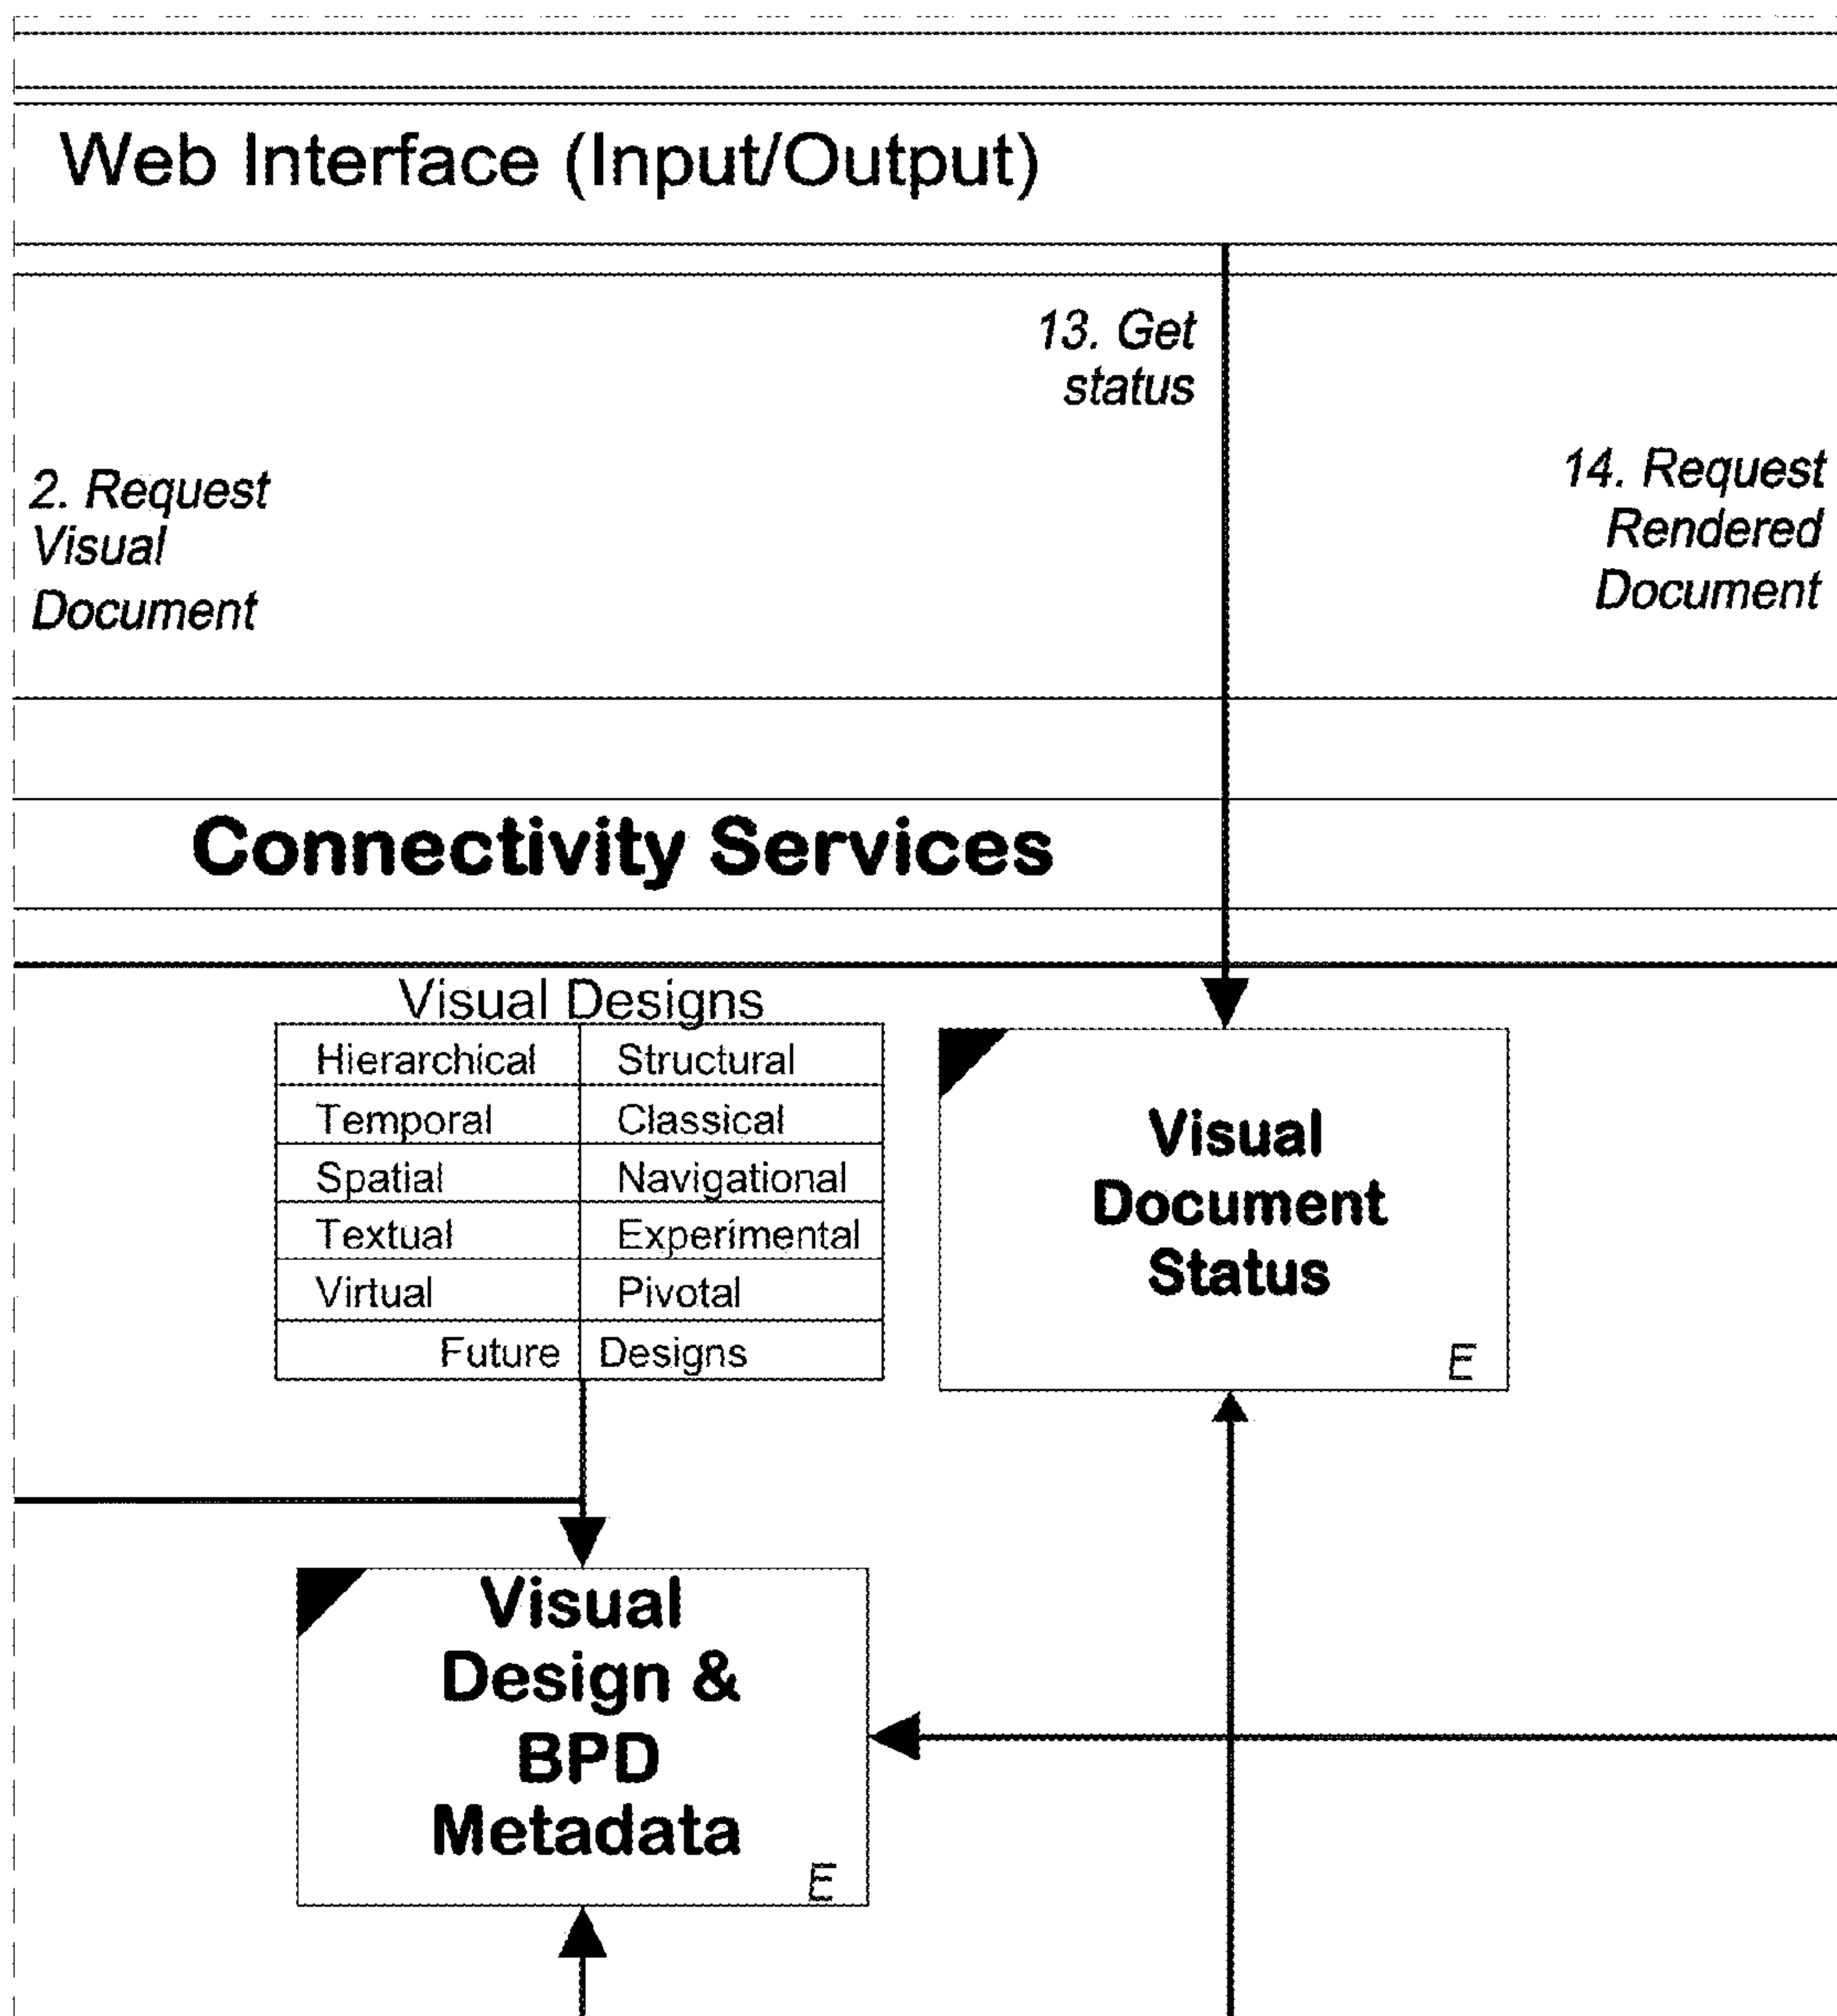 Web Interface (Input/Output)
13. Get
status
2. Request
Visual
Document
14. Request
Rendered
Document
Connectivity Services
Visual Designs
Hierarchical Structural
Temporal Classical
Spatial Navigational
Textual Experimental
Virtual Pivotal
Future Designs
Visual
Document
Status
E
Visual
Design &
BPD
Metadata
E